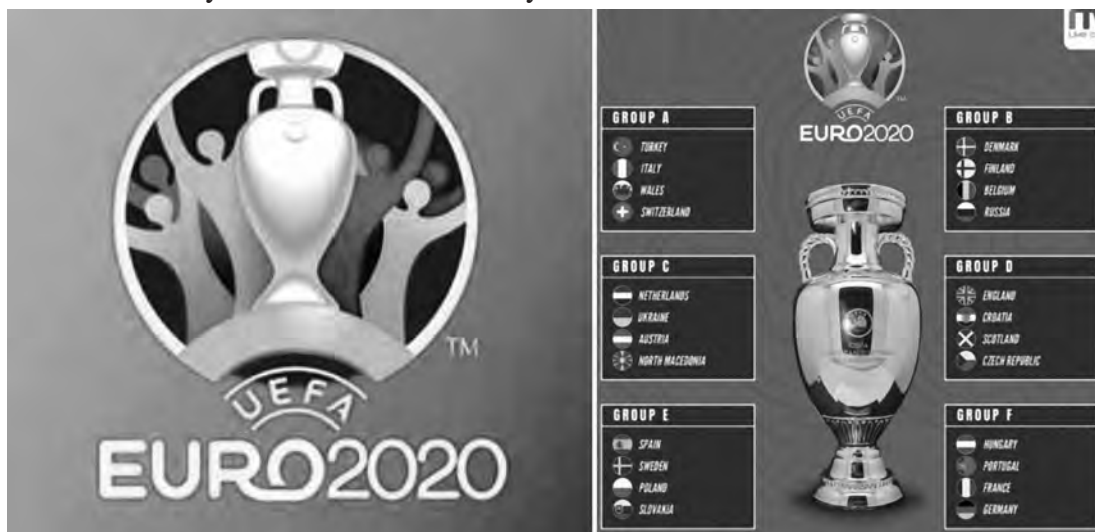 UEFA
EURO2020
TM
UEFA
EURO2020
TM
GROUP A
TURKEY
ITALY
WALES
SWITZERLAND
GROUP B
DENMARK
FINLAND
BELGIUM
RUSSIA
GROUP C
NETHERLANDS
UKRAINE
AUSTRIA
NORTH MACEDONIA
GROUP D
ENGLAND
CROATIA
SCOTLAND
CZECH REPUBLIC
GROUP E
SPAIN
SWEDEN
POLAND
SLOVAKIA
GROUP F
HUNGARY
PORTUGAL
FRANCE
GERMANY